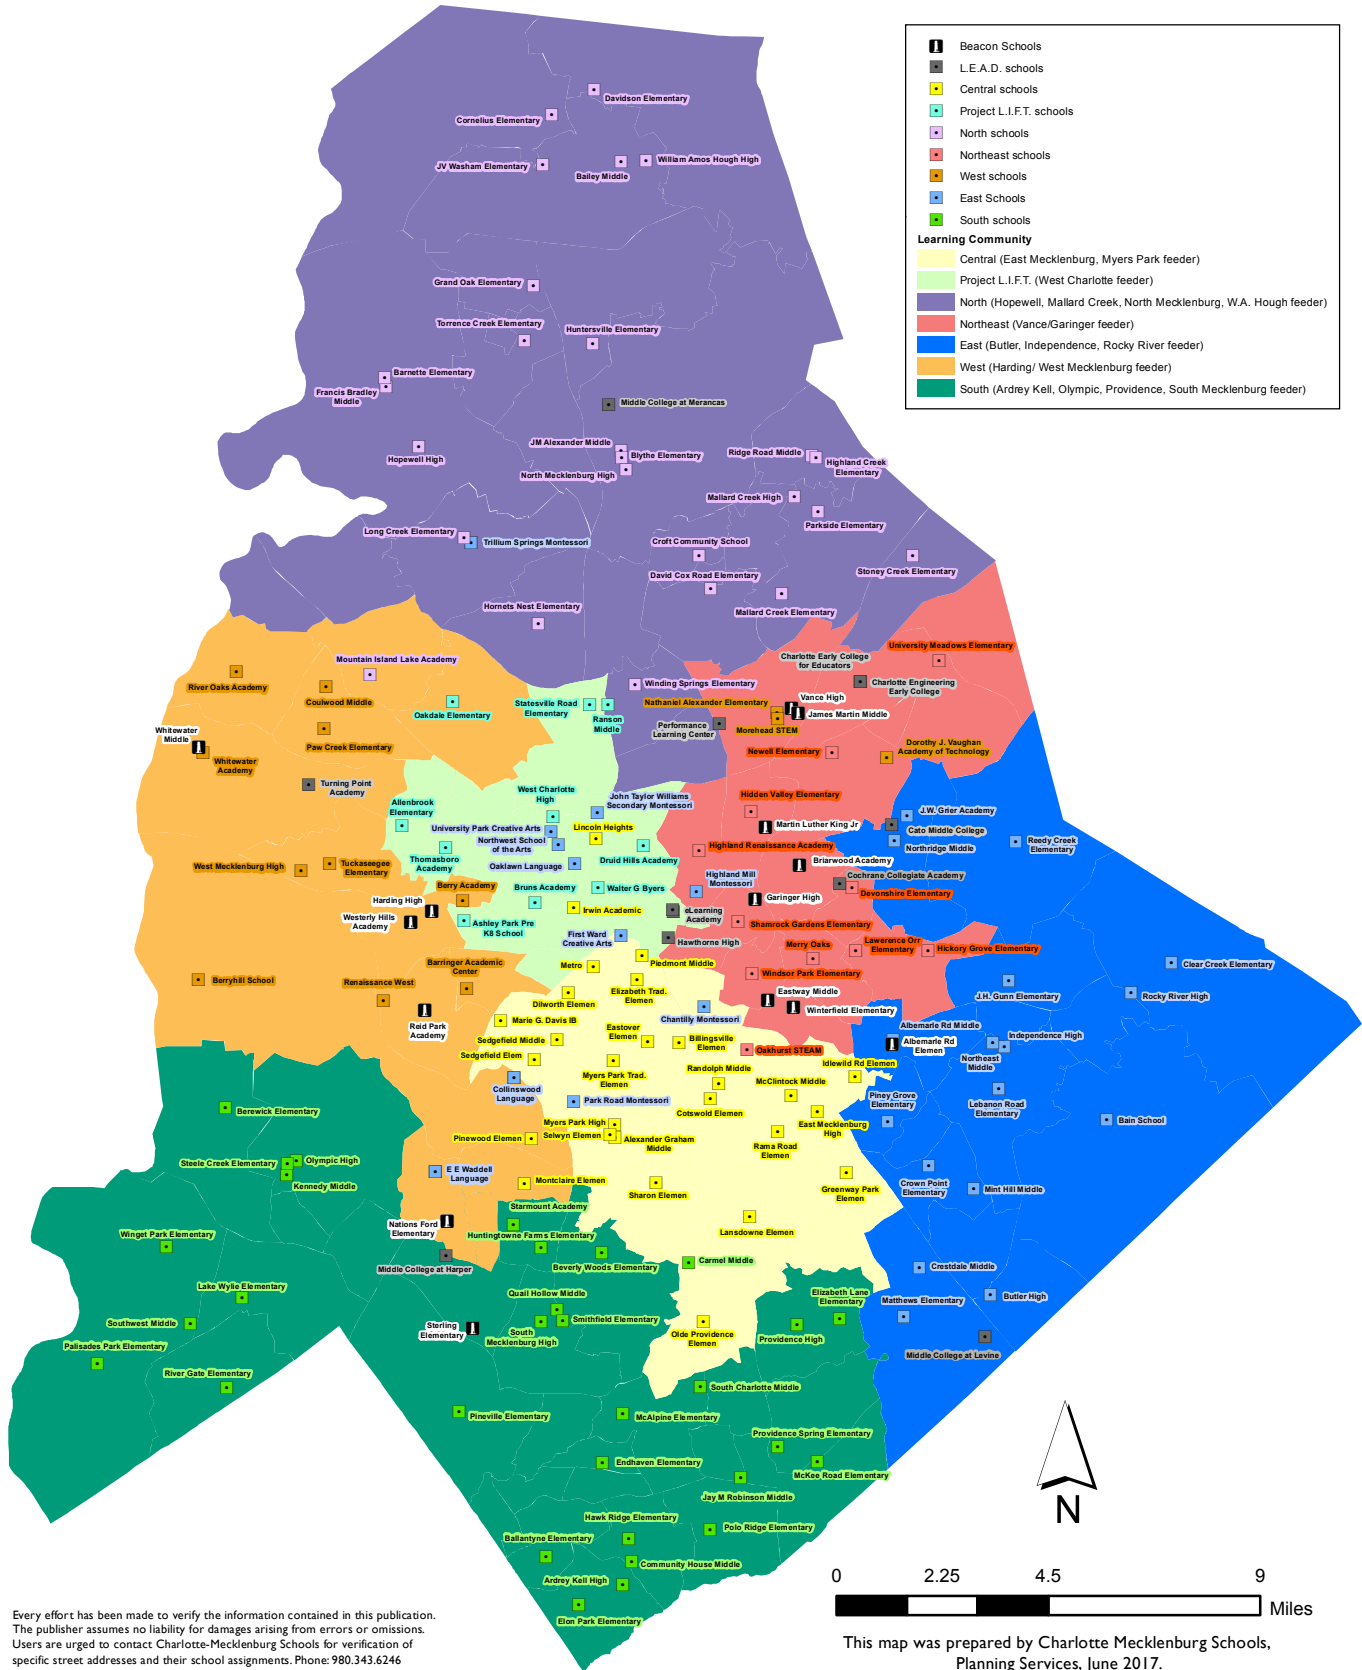 Beacon Schools
L.E.A.D. schools
Central schools
Project L.I.F.T. schools
North schools
Northeast schools
West schools
East Schools
South schools
Learning Community
Central (East Mecklenburg, Myers Park feeder)
Project L.I.F.T. (West Charlotte feeder)
North (Hopewell, Mallard Creek, North Mecklenburg, W.A. Hough feeder)
Northeast (Vance/Garinger feeder)
East (Butler, Independence, Rocky River feeder)
West (Harding/ West Mecklenburg feeder)
South (Ardrey Kell, Olympic, Providence, South Mecklenburg feeder)
Davidson Elementary
Cornelius Elementary
JV Washam Elementary
Bailey Middle
William Amos Hough High
Grand Oak Elementary
Torrence Creek Elementary
Huntersville Elementary
Barnette Elementary
Francis Bradley
Middle
Middle College at Merancas
JM Alexander Middle
Blythe Elementary
North Mecklenburg High
Hopewell High
Ridge Road Middle
Highland Creek
Elementary
Mallard Creek High
Parkside Elementary
Long Creek Elementary
Trillium Springs Montessori
Croft Community School
David Cox Road Elementary
Stoney Creek Elementary
Mallard Creek Elementary
Hornets Nest Elementary
University Meadows Elementary
Mountain Island Lake Academy
River Oaks Academy
Coulwood Middle
Oakdale Elementary
Paw Creek Elementary
Whitewater
Middle
Whitewater
Academy
Turning Point
Academy
Statesville Road
Elementary
Ranson
Middle
Winding Springs Elementary
Charlotte Early College
for Educators
Charlotte Engineering
Early College
Nathaniel Alexander Elementary
Vance High
James Martin Middle
Morehead STEM
Performance
Learning Center
Newell Elementary
Dorothy J. Vaughan
Academy of Technology
Hidden Valley Elementary
Martin Luther King Jr
J.W. Grier Academy
Cato Middle College
Northridge Middle
Reedy Creek
Elementary
Allenbrook
Elementary
West Charlotte
High
John Taylor Williams
Secondary Montessori
University Park Creative Arts
Lincoln Heights
Northwest School
of the Arts
Oaklawn Language
Druid Hills Academy
Thomasboro
Academy
Highland Renaissance Academy
Briarwood Academy
Cochrane Collegiate Academy
Devonshire Elementary
Highland Mill
Montessori
Garinger High
West Mecklenburg High
Tuckaseegee
Elementary
Berry Academy
Bruns Academy
Walter G Byers
Irwin Academic
eLearning
Academy
Hawthorne High
Harding High
Westerly Hills
Academy
Ashley Park Pre
K8 School
First Ward
Creative Arts
Shamrock Gardens Elementary
Merry Oaks
Lawerence Orr
Elementary
Hickory Grove Elementary
Windsor Park Elementary
Eastway Middle
Winterfield Elementary
Berryhill School
Renaissance West
Barringer Academic
Center
Reid Park
Academy
Metro
Piedmont Middle
Elizabeth Trad.
Elemen
Dilworth Elemen
Marie G. Davis IB
Sedgefield Middle
Sedgefield Elem
Eastover
Elemen
Chantilly Montessori
Billingsville
Elemen
Oakhurst STEAM
Myers Park Trad.
Elemen
Randolph Middle
McClintock Middle
Idlewild Rd Elemen
Albemarle Rd Middle
Albemarle Rd
Elemen
Clear Creek Elementary
J.H. Gunn Elementary
Rocky River High
Independence High
Northeast
Middle
Lebanon Road
Elementary
Bain School
Piney Grove
Elementary
Collinswood
Language
Park Road Montessori
Cotswold Elemen
East Mecklenburg
High
Myers Park High
Selwyn Elemen
Alexander Graham
Middle
Rama Road
Elemen
Pinewood Elemen
Montclaire Elemen
Sharon Elemen
Greenway Park
Elemen
Lansdowne Elemen
Crown Point
Elementary
Mint Hill Middle
Berewick Elementary
Steele Creek Elementary
Olympic High
Kennedy Middle
E E Waddell
Language
Nations Ford
Elementary
Middle College at Harper
Starmount Academy
Huntingtowne Farms Elementary
Beverly Woods Elementary
Carmel Middle
Winget Park Elementary
Lake Wylie Elementary
Southwest Middle
Palisades Park Elementary
River Gate Elementary
Quail Hollow Middle
Smithfield Elementary
South
Mecklenburg High
Sterling
Elementary
Olde Providence
Elemen
Elizabeth Lane
Elementary
Providence High
Crestdale Middle
Butler High
Matthews Elementary
Middle College at Levine
South Charlotte Middle
Pineville Elementary
McAlpine Elementary
Providence Spring Elementary
Endhaven Elementary
McKee Road Elementary
Jay M Robinson Middle
Hawk Ridge Elementary
Polo Ridge Elementary
Ballantyne Elementary
Community House Middle
Ardrey Kell High
Elon Park Elementary
N
0 2.25 4.5 9
Miles
This map was prepared by Charlotte Mecklenburg Schools,
Planning Services, June 2017.
Every effort has been made to verify the information contained in this publication.
The publisher assumes no liability for damages arising from errors or omissions.
Users are urged to contact Charlotte-Mecklenburg Schools for verification of
specific street addresses and their school assignments. Phone: 980.343.6246